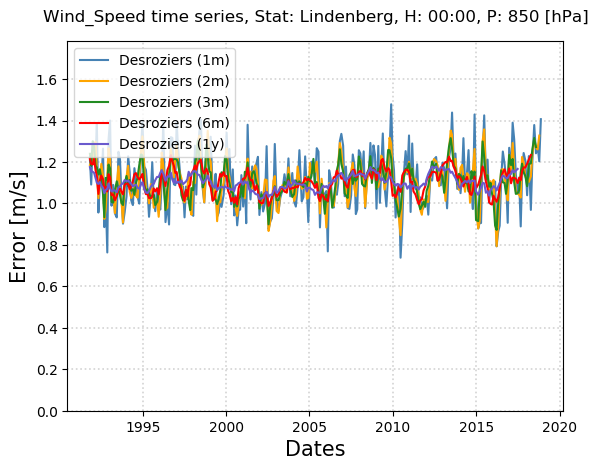 Wind_Speed time series, Stat: Lindenberg, H: 00:00, P: 850 [hPa]
Desroziers (1m)
Desroziers (2m)
Desroziers (3m)
Desroziers (6m)
Desroziers (1y)
Error [m/s]
1.6
1.4
1.2
1.0
0.8
0.6
0.4
0.2
0.0
1995
2000
2005
2010
2015
2020
Dates